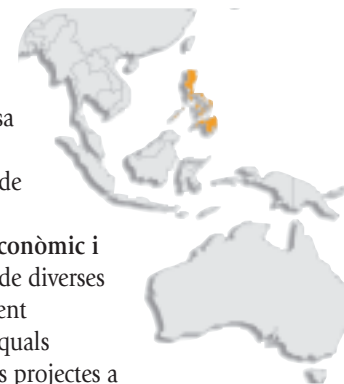 sa
de
conòmic i
de diverses
ent
quals
s projectes a